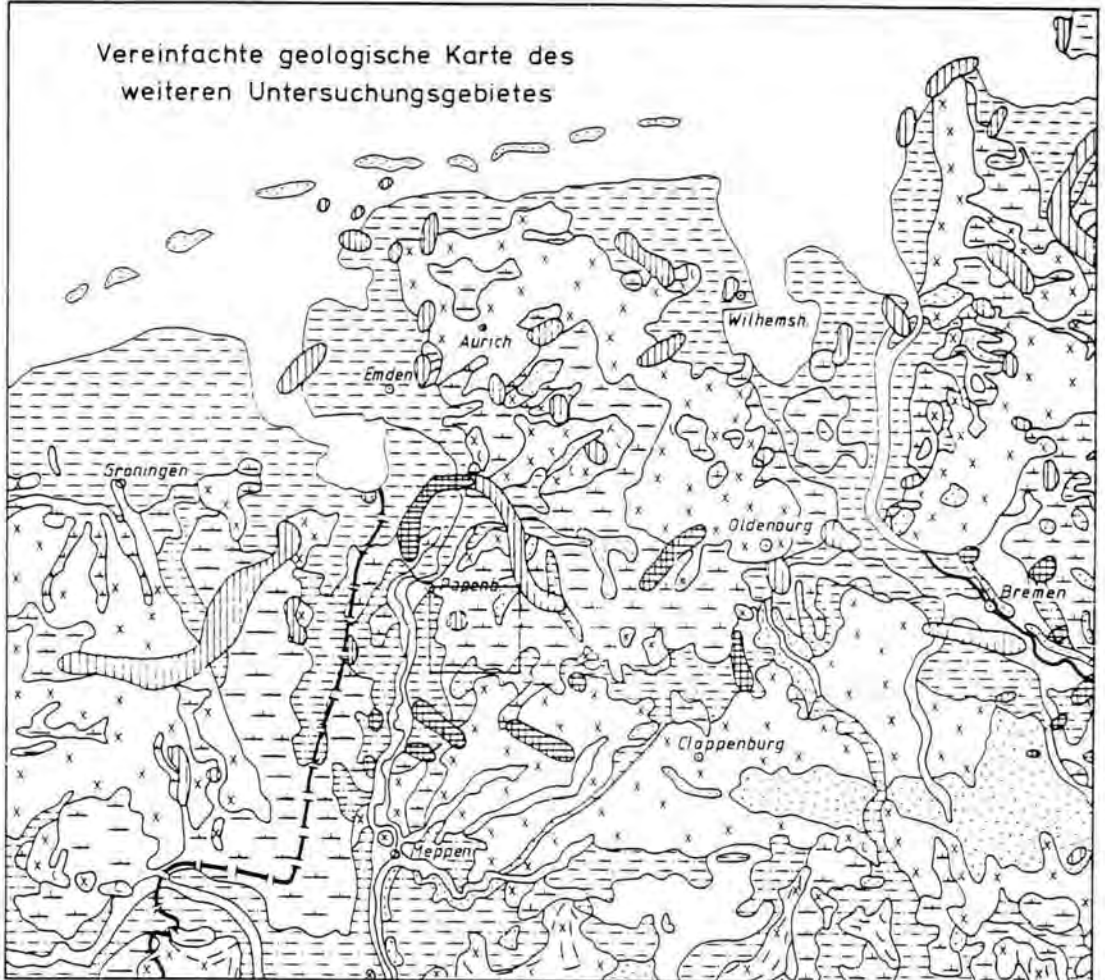 Vereinfachte geologische Karte des
weiteren Untersuchungsgebietes
Wilhemsh.
Aurich
Emden
Groningen
Oldenburg
Papenb.
Bremen
Cloppenburg
Meppen